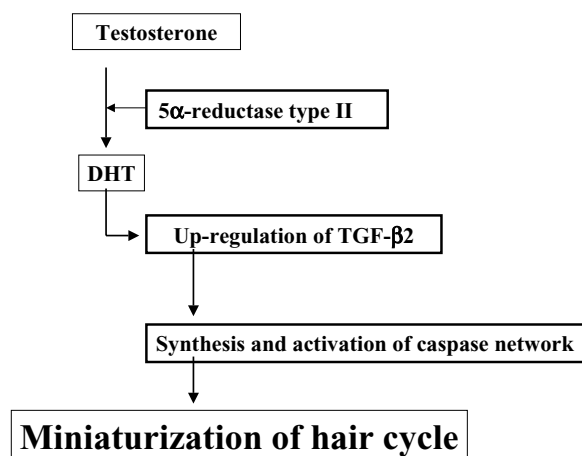 Testosterone
5α-reductase type II
DHT
Up-regulation of TGF-β2
Synthesis and activation of caspase network
Miniaturization of hair cycle